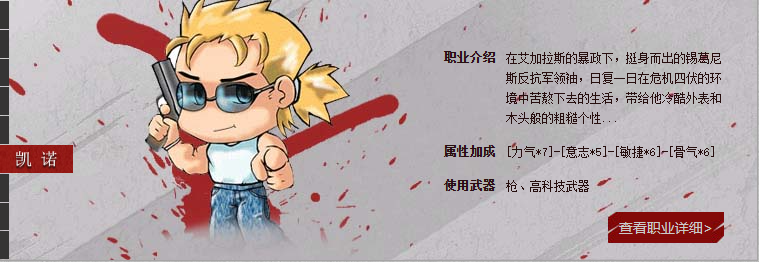 凯 诺
职业介绍 在艾加拉斯的暴政下，挺身而出的锡葛尼
斯反抗军领袖，日复一日在危机四伏的环
境中苦熬下去的生活，带给他冷酷外表和
木头般的粗糙个性...
属性加成 [力气*7]-[意志*5]-[敏捷*6]-[骨气*6]
使用武器 枪、高科技武器
查看职业详细>